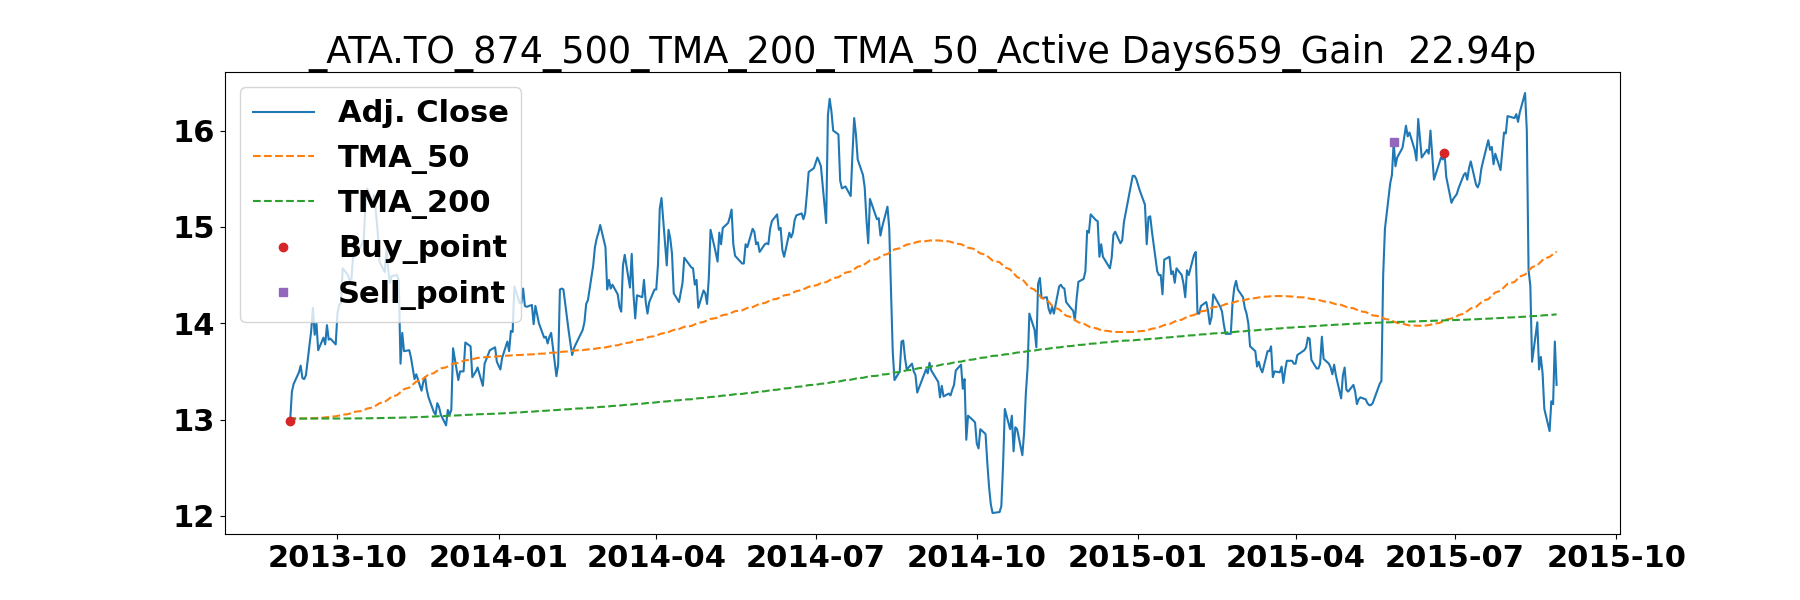 _ATA.TO_874_500_TMA_200_TMA_50_Active Days659_Gain  22.94p
Adj. Close
TMA_50
TMA_200
Buy_point
Sell_point
16
15
14
13
12
2013-10
2014-01
2014-04
2014-07
2014-10
2015-01
2015-04
2015-07
2015-10